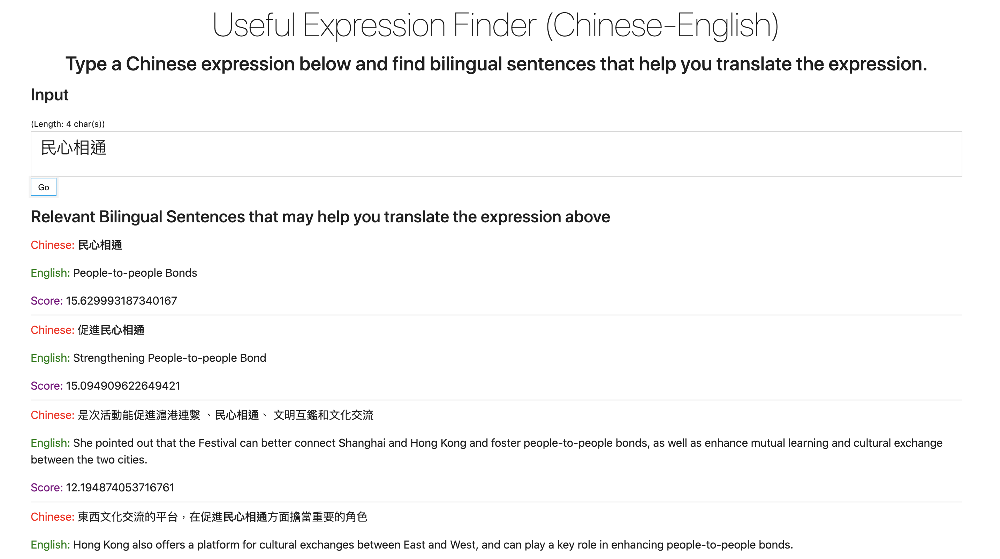 Useful Expression Finder (Chinese-English)
Type a Chinese expression below and find bilingual sentences that help you translate the expression.
Input
(Length: 4 char(s))
民心相通
Go
Relevant Bilingual Sentences that may help you translate the expression above
Chinese: 民心相通
English: People-to-people Bonds
Score: 15.629993187340167
Chinese: 促進民心相通
English: Strengthening People-to-people Bond
Score: 15.094909622649421
Chinese: 是次活動能促進滬港連繫 、民心相通、 文明互鑑和文化交流
English: She pointed out that the Festival can better connect Shanghai and Hong Kong and foster people-to-people bonds, as well as enhance mutual learning and cultural exchange
between the two cities.
Score: 12.194874053716761
Chinese: 東西文化交流的平台，在促進民心相通方面擔當重要的角色
English: Hong Kong also offers a platform for cultural exchanges between East and West, and can play a key role in enhancing people-to-people bonds.